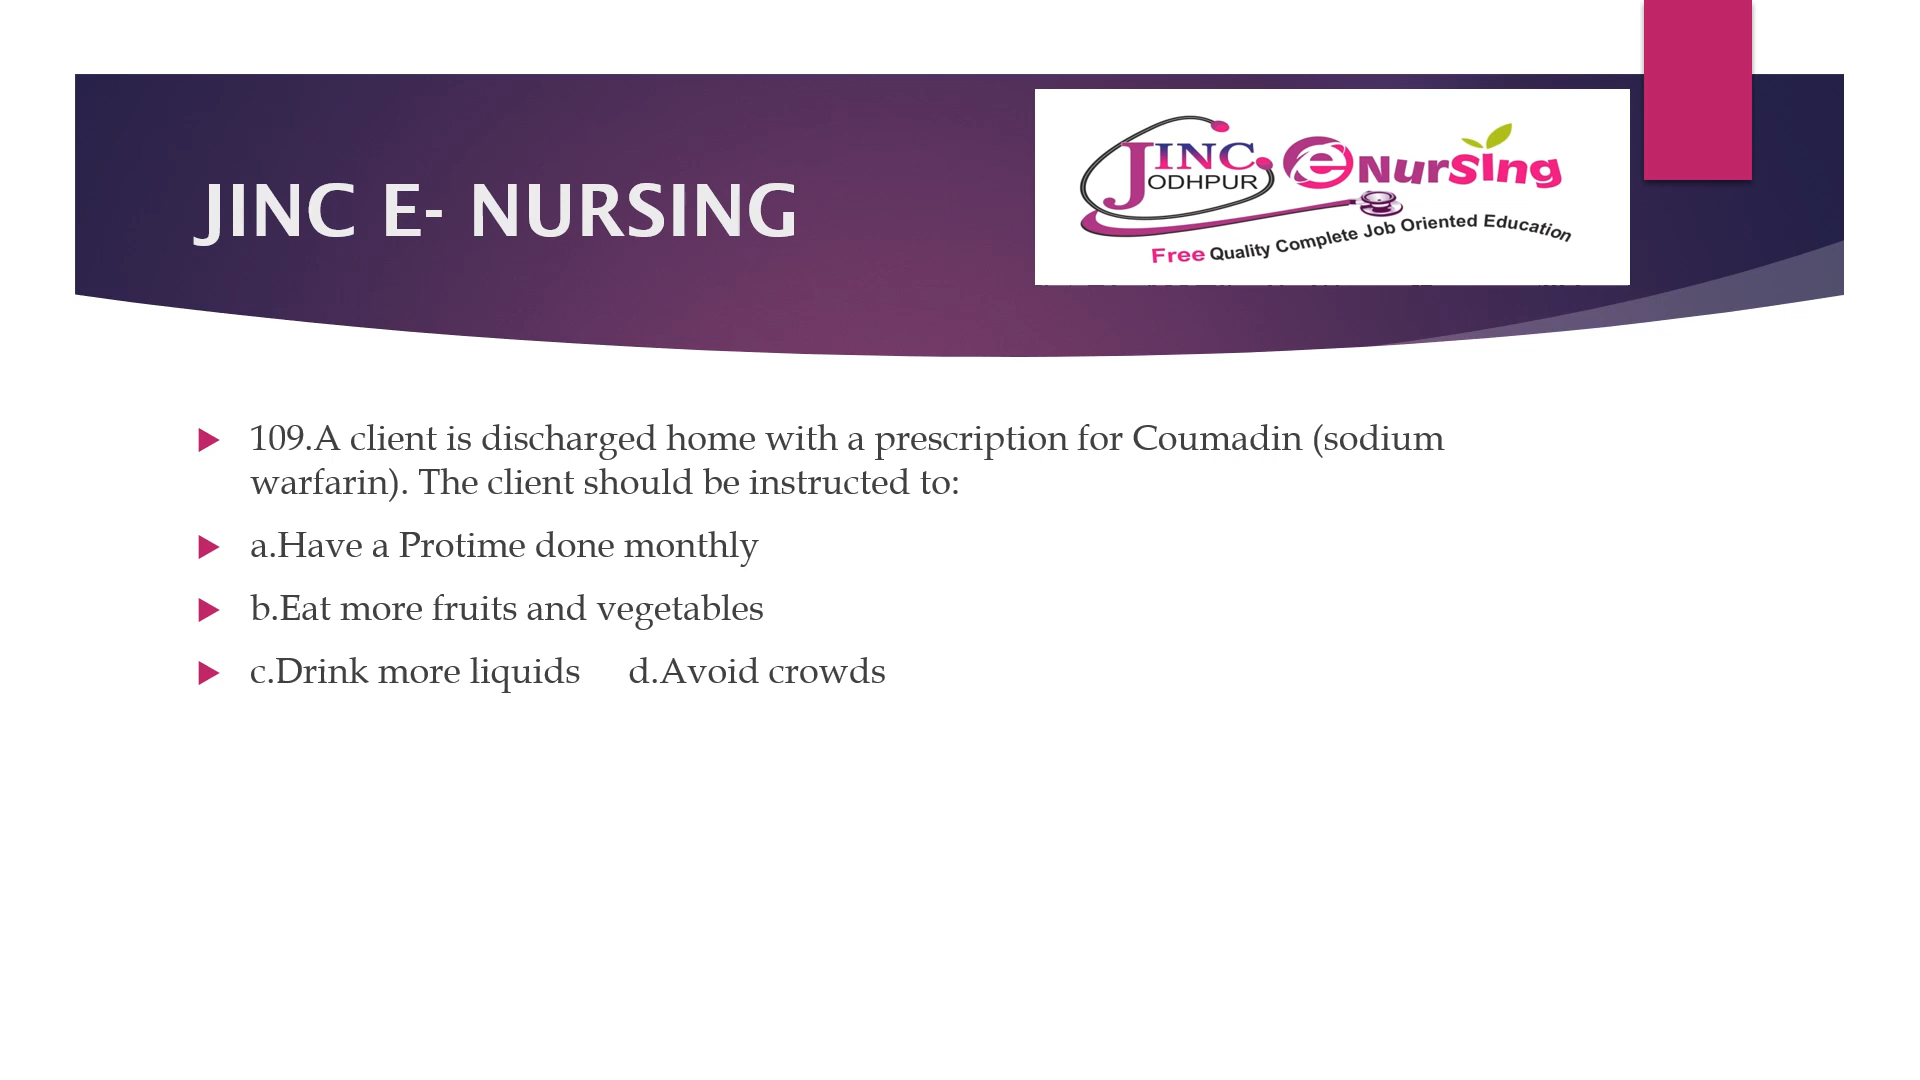 JINC E- NURSING
JINC eNursing
JODHPUR
Free Quality Complete Job Oriented Education
109.A client is discharged home with a prescription for Coumadin (sodium
warfarin). The client should be instructed to:
a.Have a Protime done monthly
b.Eat more fruits and vegetables
c.Drink more liquids d.Avoid crowds